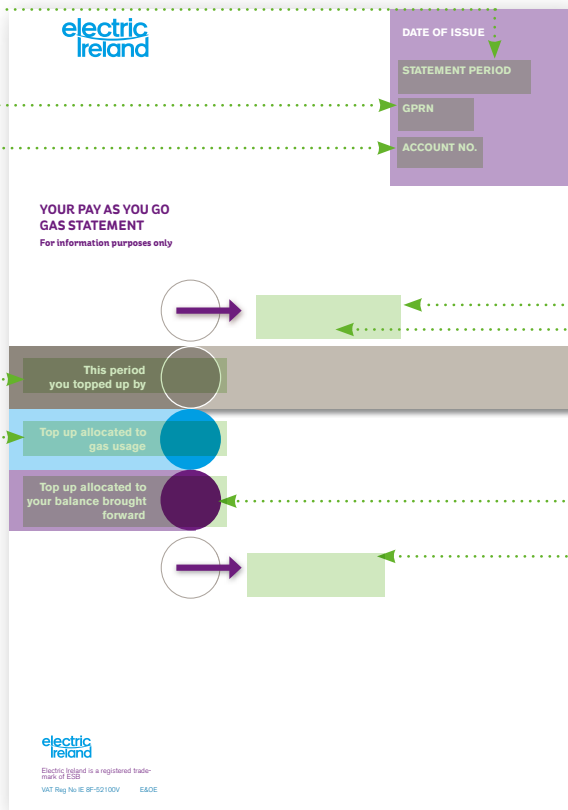 electric
Ireland
DATE OF ISSUE
STATEMENT PERIOD
GPRN
ACCOUNT NO.
YOUR PAY AS YOU GO
GAS STATEMENT
For information purposes only
This period
you topped up by
Top up allocated to
gas usage
Top up allocated to
your balance brought
forward
electric
Ireland
Electric Ireland is a registered trade-
mark of ESB
VAT Reg No IE 8F-52100V E&OE